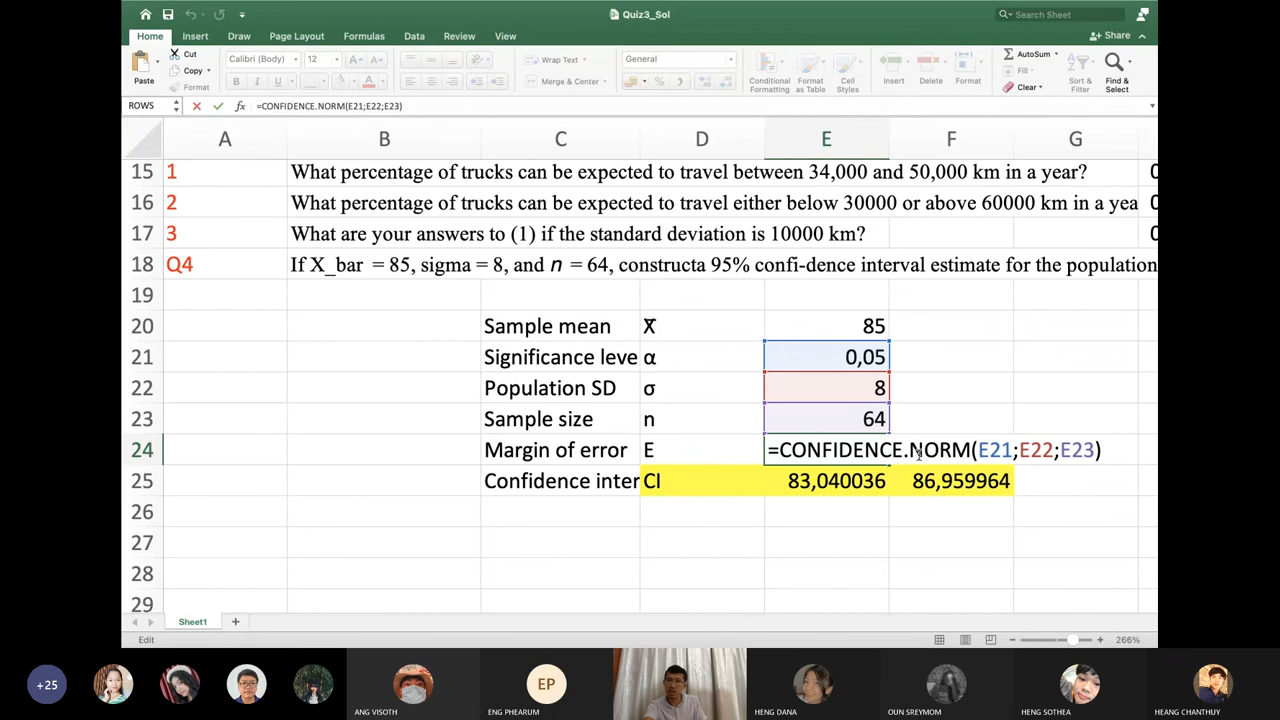 Quiz3_Sol
Search Sheet
Home Insert Draw Page Layout Formulas Data Review View
Share
Paste
Cut
Copy
Clear
Calibri (Body) 12
B I U
Wrap Text
Merge & Center
General
Conditional Formatting
Format as Table
Cell Styles
Insert
Delete
Format
AutoSum
Fill
Clear
Sort & Filter
Find & Select
ROWS fx =CONFIDENCE.NORM(E21;E22;E23)
A B C D E F G
15 1 What percentage of trucks can be expected to travel between 34,000 and 50,000 km in a year? 0
16 2 What percentage of trucks can be expected to travel either below 30000 or above 60000 km in a yea 0
17 3 What are your answers to (1) if the standard deviation is 10000 km? 0
18 Q4 If X_bar = 85, sigma = 8, and n = 64, constructa 95% confi-dence interval estimate for the population
19
20 Sample mean X̅ 85
21 Significance leve α 0,05
22 Population SD σ 8
23 Sample size n 64
24 Margin of error E =CONFIDENCE.NORM(E21;E22;E23)
25 Confidence inter CI 83,040036 86,959964
26
27
28
29
Sheet1 +
Edit 266%
+25
EP
ANG VISOTH ENG PHEARUM HENG DANA OUN SREYMOM HENG SOTHEA HEANG CHANTHUY